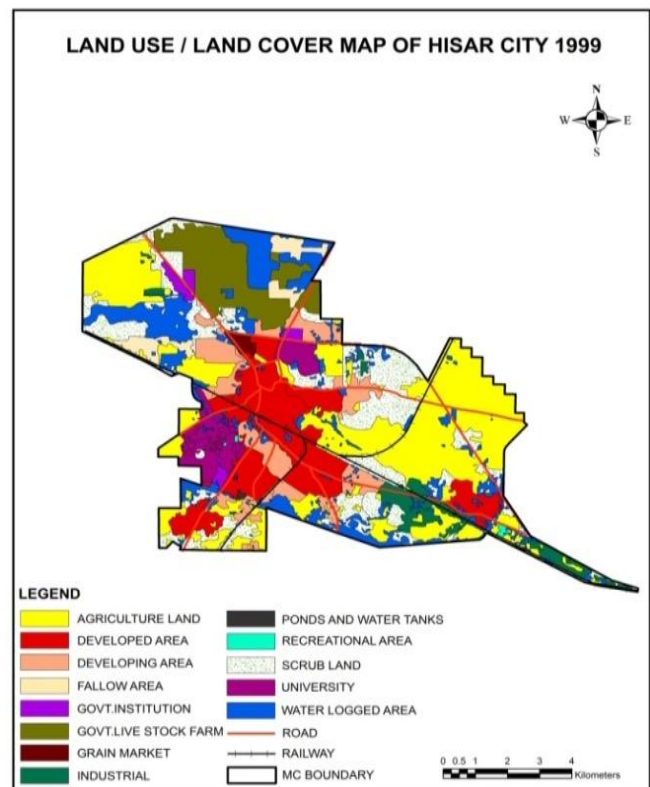 LAND USE / LAND COVER MAP OF HISAR CITY 1999
N
W E
S
LEGEND
AGRICULTURE LAND
DEVELOPED AREA
DEVELOPING AREA
FALLOW AREA
GOVT.INSTITUTION
GOVT.LIVE STOCK FARM
GRAIN MARKET
INDUSTRIAL
PONDS AND WATER TANKS
RECREATIONAL AREA
SCRUB LAND
UNIVERSITY
WATER LOGGED AREA
ROAD
RAILWAY
MC BOUNDARY
0 0.5 1 2 3 4
Kilometers